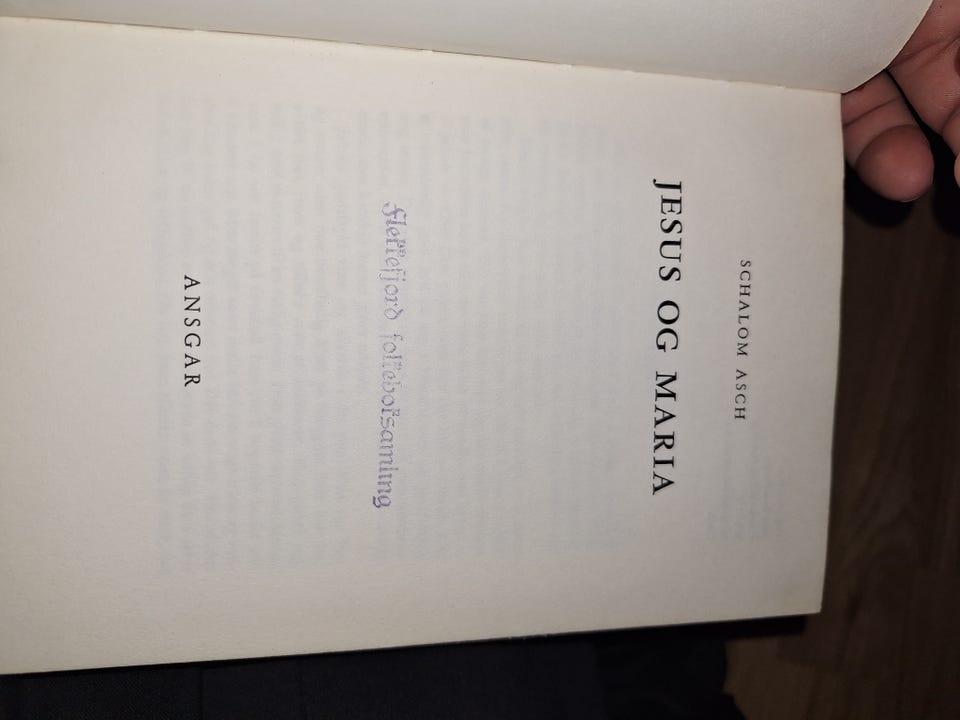 SCHALOM ASCH
JESUS OG MARIA
Flekkefjord folkeboksamling
ANSGAR